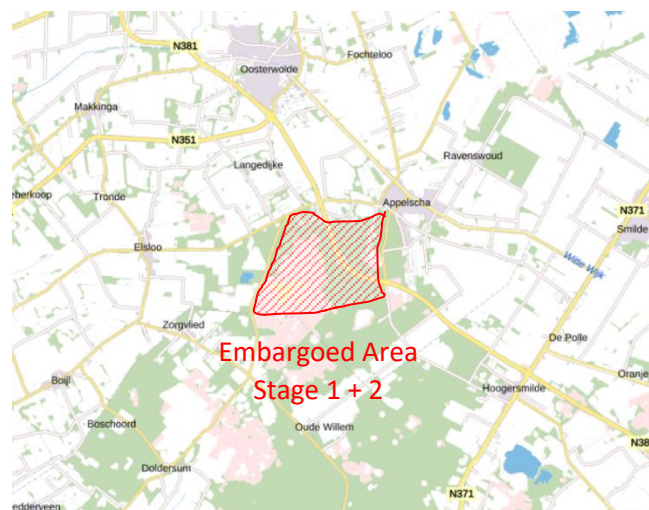 N381
Fochteloo
Oosterwolde
Makkinga
N351
Langedijke
Ravenswoud
eberkoop
Tronde
Appelscha
N371
Smilde
Elsloo
Witte Wijk
Zorgvlied
De Polle
Embargoed Area
Stage 1 + 2
Boijl
Hoogersmilde
Oranje
Boschoord
Oude Willem
N38
Doldersum
N371
edderveen